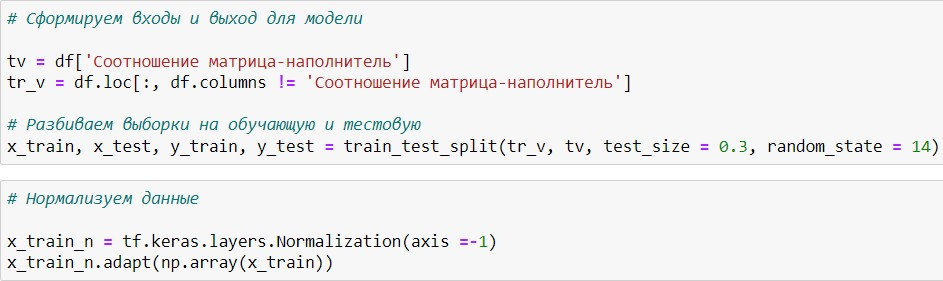 # Сформируем входы и выход для модели
tv = df['Соотношение матрица-наполнитель']
tr_v = df.loc[:, df.columns != 'Соотношение матрица-наполнитель']
# Разбиваем выборки на обучающую и тестовую
x_train, x_test, y_train, y_test = train_test_split(tr_v, tv, test_size = 0.3, random_state = 14)
# Нормализуем данные
x_train_n = tf.keras.layers.Normalization(axis =-1)
x_train_n.adapt(np.array(x_train))